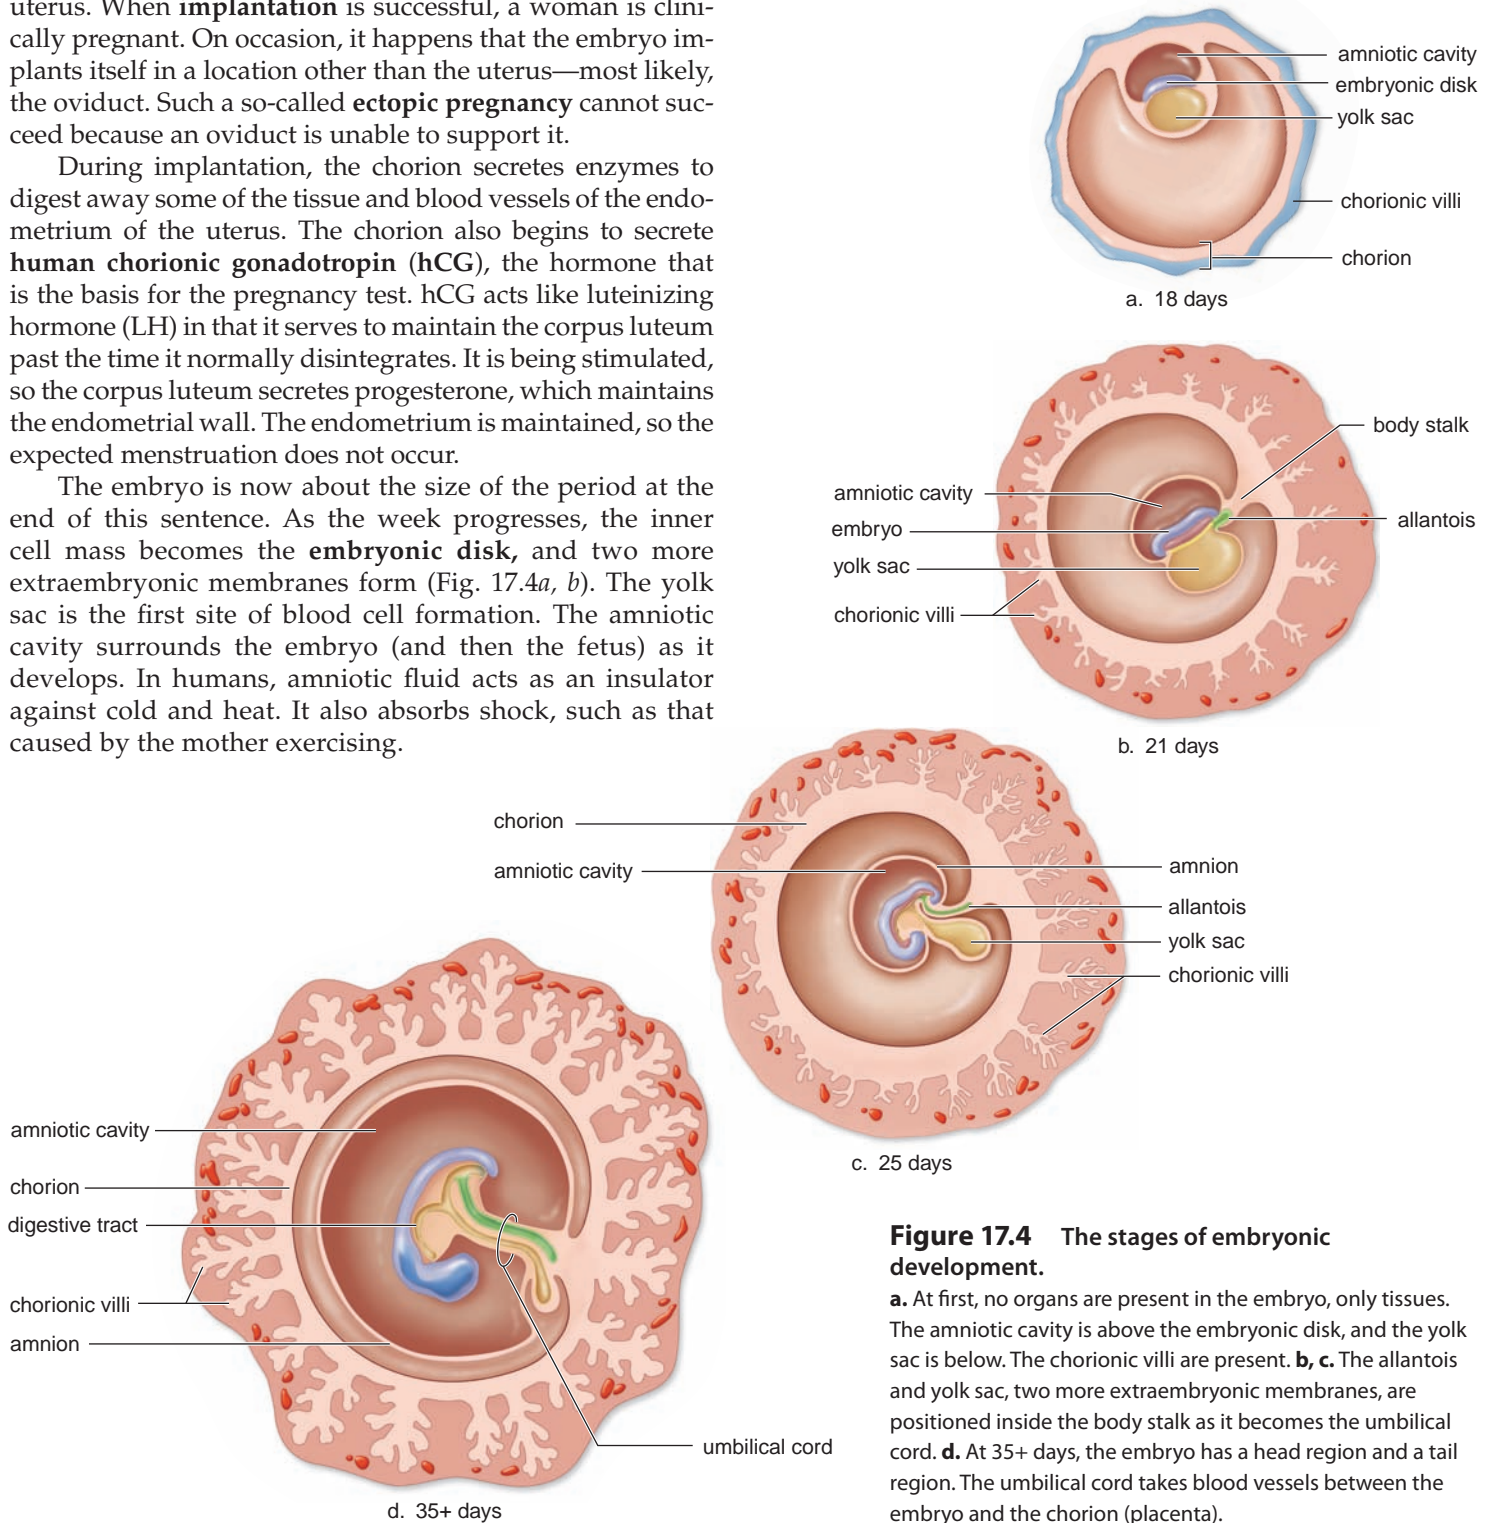 uterus. When implantation is successful, a woman is clini-
cally pregnant. On occasion, it happens that the embryo im-
plants itself in a location other than the uterus—most likely,
the oviduct. Such a so-called ectopic pregnancy cannot suc-
ceed because an oviduct is unable to support it.
During implantation, the chorion secretes enzymes to
digest away some of the tissue and blood vessels of the endo-
metrium of the uterus. The chorion also begins to secrete
human chorionic gonadotropin (hCG), the hormone that
is the basis for the pregnancy test. hCG acts like luteinizing
hormone (LH) in that it serves to maintain the corpus luteum
past the time it normally disintegrates. It is being stimulated,
so the corpus luteum secretes progesterone, which maintains
the endometrial wall. The endometrium is maintained, so the
expected menstruation does not occur.
The embryo is now about the size of the period at the
end of this sentence. As the week progresses, the inner
cell mass becomes the embryonic disk, and two more
extraembryonic membranes form (Fig. 17.4a, b). The yolk
sac is the first site of blood cell formation. The amniotic
cavity surrounds the embryo (and then the fetus) as it
develops. In humans, amniotic fluid acts as an insulator
against cold and heat. It also absorbs shock, such as that
caused by the mother exercising.
amniotic cavity
embryonic disk
yolk sac
chorionic villi
chorion
a. 18 days
body stalk
amniotic cavity
embryo
allantois
yolk sac
chorionic villi
b. 21 days
chorion
amniotic cavity
amnion
allantois
yolk sac
chorionic villi
c. 25 days
amniotic cavity
chorion
digestive tract
chorionic villi
amnion
umbilical cord
d. 35+ days
Figure 17.4 The stages of embryonic
development.
a. At first, no organs are present in the embryo, only tissues.
The amniotic cavity is above the embryonic disk, and the yolk
sac is below. The chorionic villi are present. b, c. The allantois
and yolk sac, two more extraembryonic membranes, are
positioned inside the body stalk as it becomes the umbilical
cord. d. At 35+ days, the embryo has a head region and a tail
region. The umbilical cord takes blood vessels between the
embryo and the chorion (placenta).